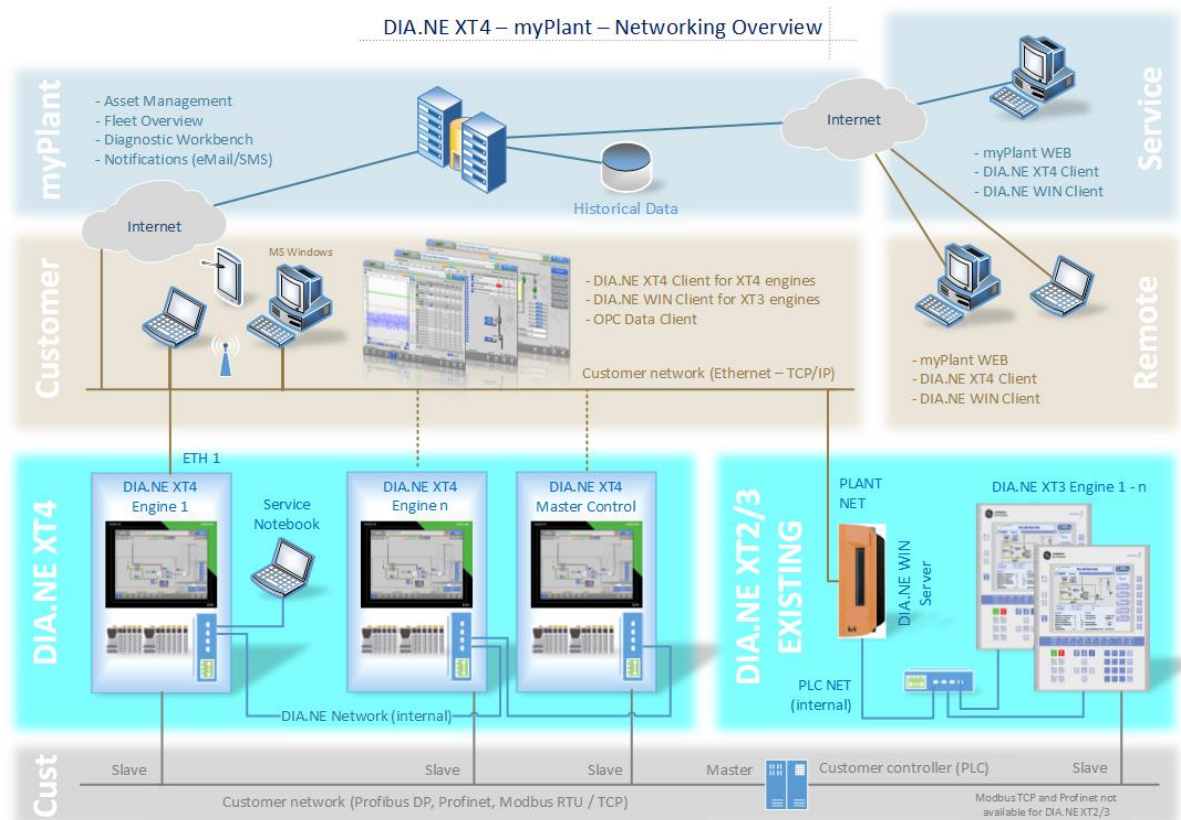 DIA.NE XT4 – myPlant – Networking Overview
myPlant
- Asset Management
- Fleet Overview
- Diagnostic Workbench
- Notifications (eMail/SMS)
Internet
Historical Data
Internet
Service
- myPlant WEB
- DIA.NE XT4 Client
- DIA.NE WIN Client
Customer
MS Windows
- DIA.NE XT4 Client for XT4 engines
- DIA.NE WIN Client for XT3 engines
- OPC Data Client
Customer network (Ethernet – TCP/IP)
Remote
- myPlant WEB
- DIA.NE XT4 Client
- DIA.NE WIN Client
DIA.NE XT4
ETH 1
DIA.NE XT4
Engine 1
Service
Notebook
DIA.NE XT4
Engine n
DIA.NE XT4
Master Control
DIA.NE Network (internal)
DIA.NE XT2/3
EXISTING
PLANT
NET
DIA.NE WIN
Server
DIA.NE XT3 Engine 1 - n
PLC NET
(internal)
Cust
Slave
Slave
Slave
Master
Customer controller (PLC)
Slave
Customer network (Profibus DP, Profinet, Modbus RTU / TCP)
Modbus TCP and Profinet not
available for DIA.NE XT2/3